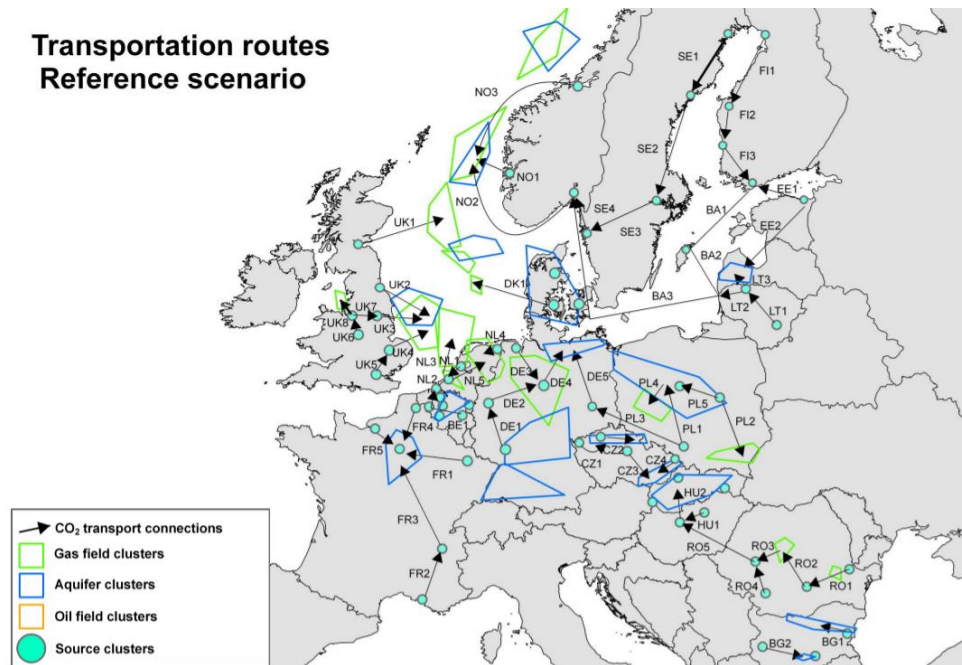 Transportation routes
Reference scenario
SE1
FI1
NO3
FI2
SE2
FI3
NO1
EE1
NO2
SE4
BA1
UK1
SE3
EE2
BA2
DK1
LT3
UK2
BA3
LT2
LT1
UK7
UK8
UK3
UK6
NL4
UK4
NL3
NL1
UK5
NL5
DE3
DE4
DE5
PL4
NL2
DE2
PL5
PL3
PL2
FR4
BE1
DE1
PL1
FR5
CZ2
CZ1
CZ4
FR1
CZ3
HU2
FR3
HU1
RO5
RO3
RO2
FR2
RO4
RO1
BG1
BG2
CO₂ transport connections
Gas field clusters
Aquifer clusters
Oil field clusters
Source clusters